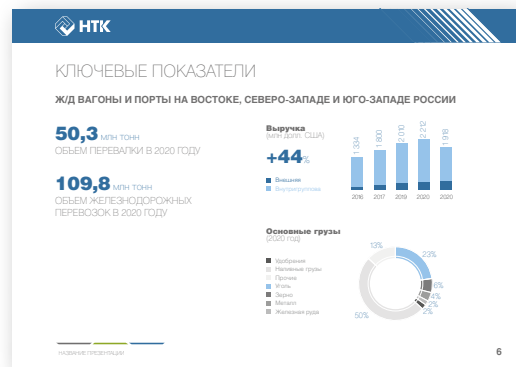 НТК
КЛЮЧЕВЫЕ ПОКАЗАТЕЛИ
Ж/Д ВАГОНЫ И ПОРТЫ НА ВОСТОКЕ, СЕВЕРО-ЗАПАДЕ И ЮГО-ЗАПАДЕ РОССИИ
50,3 МЛН ТОНН
ОБЪЕМ ПЕРЕВАЛКИ В 2020 ГОДУ
109,8 МЛН ТОНН
ОБЪЕМ ЖЕЛЕЗНОДОРОЖНЫХ
ПЕРЕВОЗОК В 2020 ГОДУ
Выручка
(млн долл. США)
+44%
Внешняя
Внутригрупповая
1 334
1 800
2 010
2 212
1 918
2016 2017 2019 2020 2020
Основные грузы
(2020 год)
Удобрения
Наливные грузы
Прочие
Уголь
Зерно
Металл
Железная руда
13%
23%
6%
4%
2%
2%
50%
НАЗВАНИЕ ПРЕЗЕНТАЦИИ
6